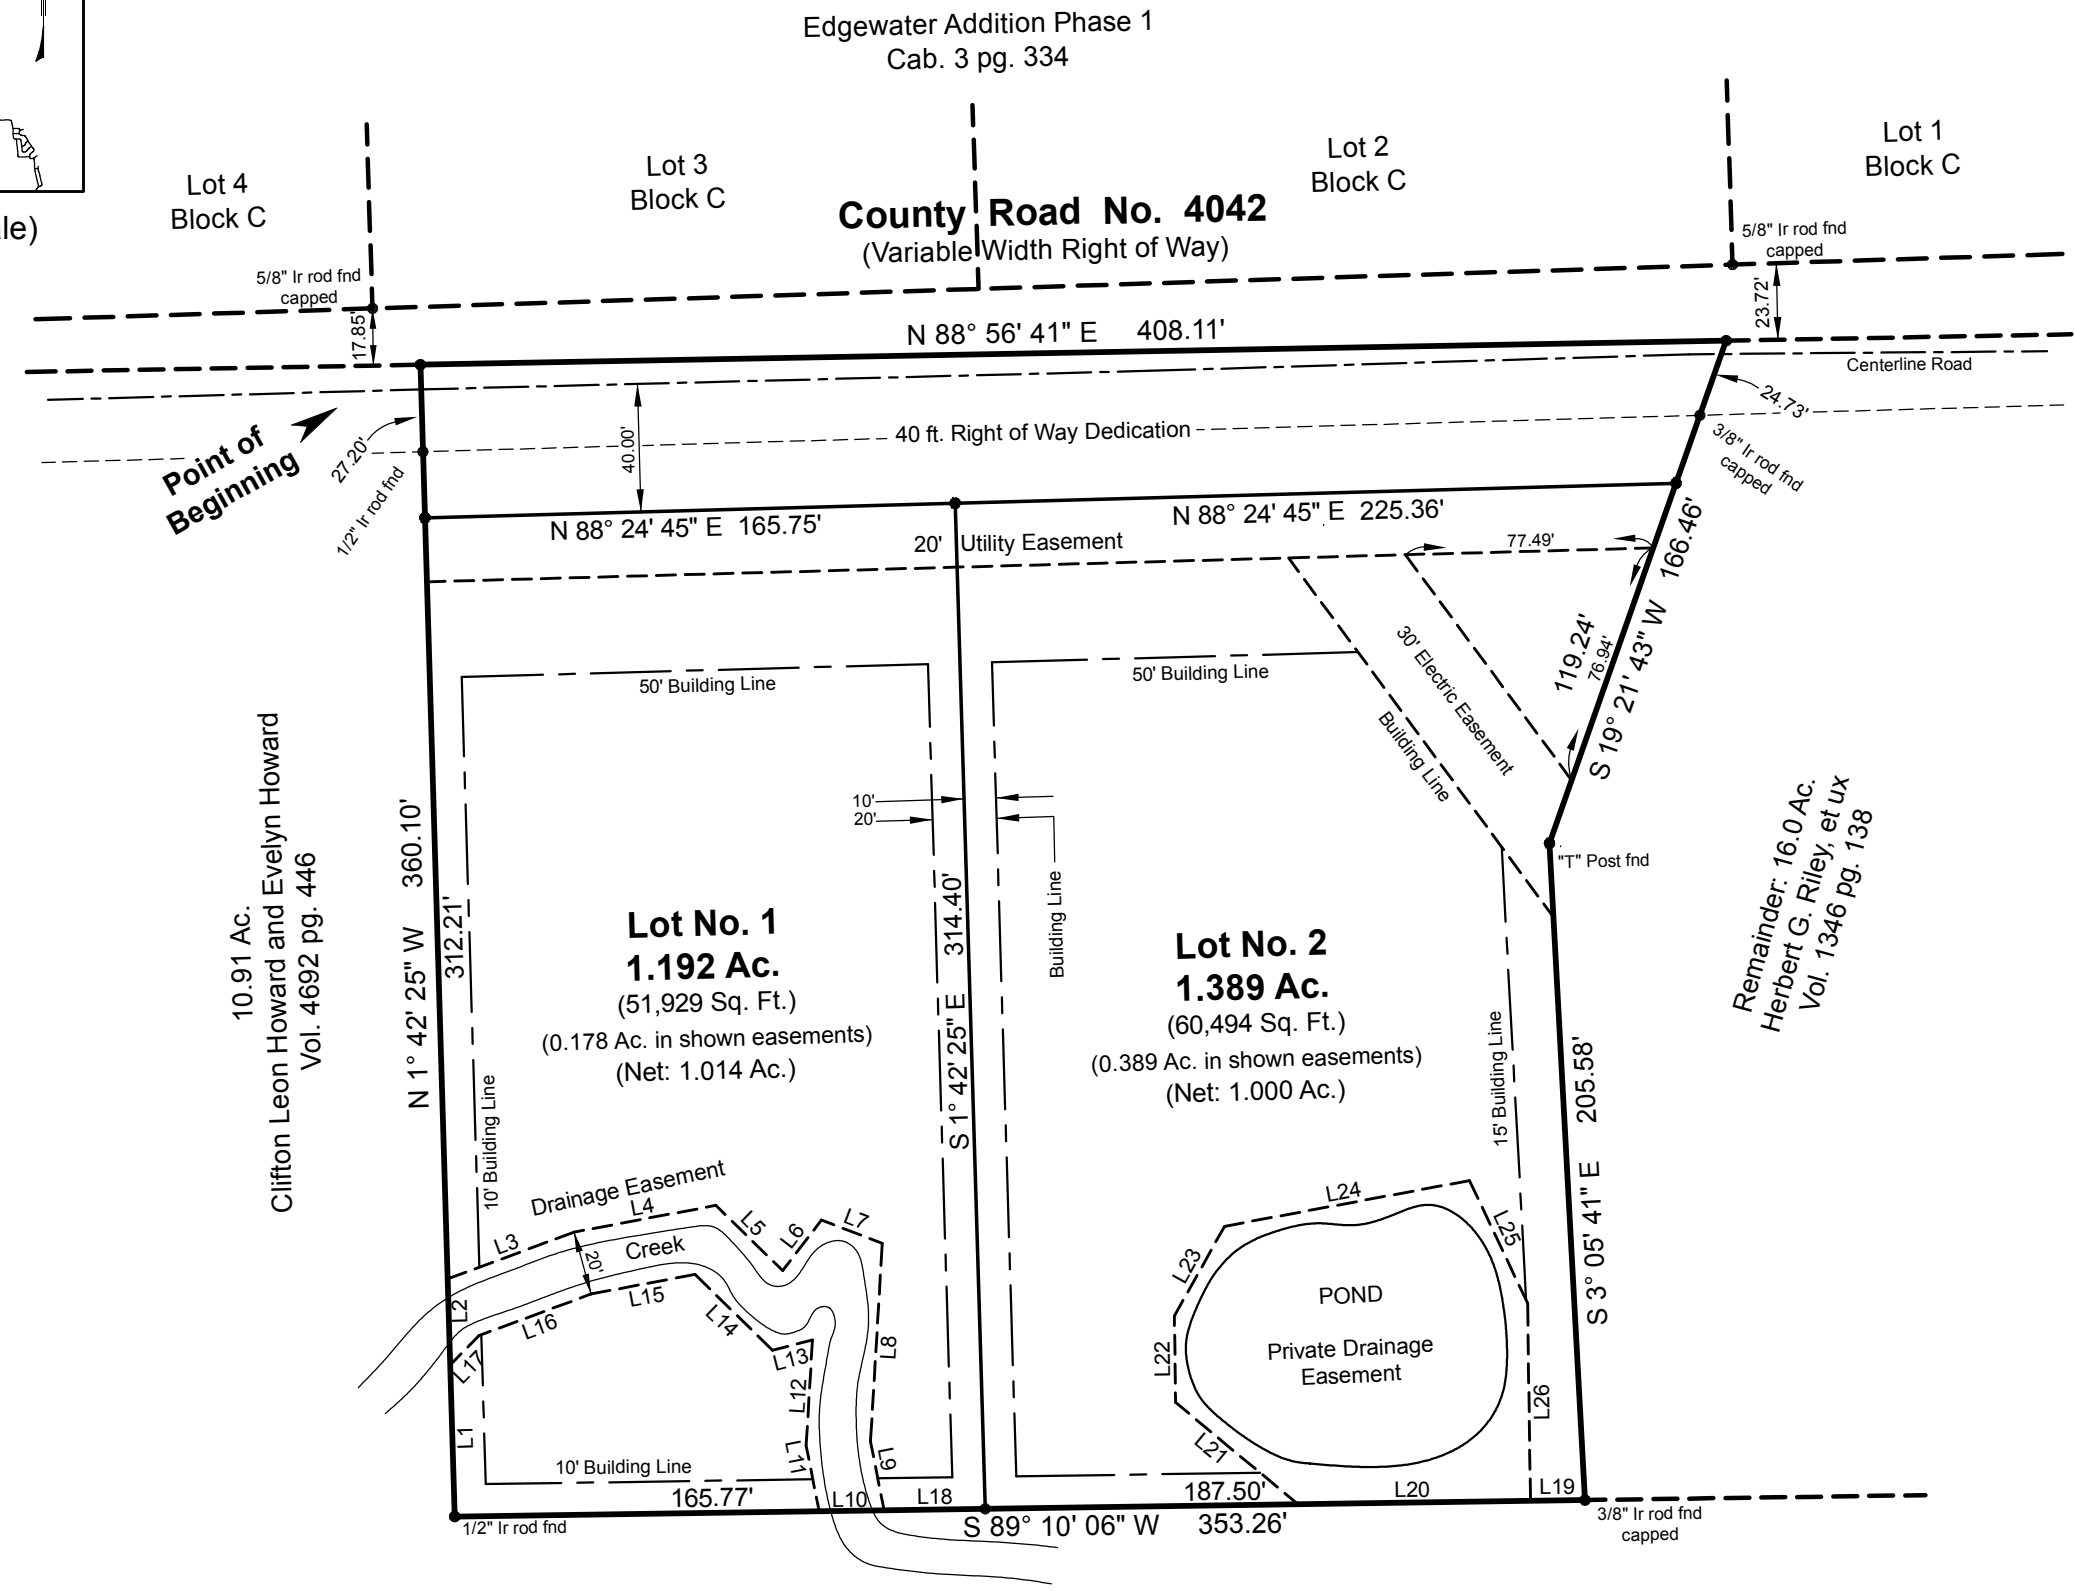 Edgewater Addition Phase 1
Cab. 3 pg. 334
Lot 4
Block C
Lot 3
Block C
Lot 2
Block C
Lot 1
Block C
le)
County Road No. 4042
(Variable Width Right of Way)
5/8" Ir rod fnd
capped
5/8" Ir rod fnd
capped
17.85'
23.72'
N 88° 56' 41" E 408.11'
Centerline Road
24.73'
Point of
Beginning
27.20'
40.00'
40 ft. Right of Way Dedication
1/2" Ir rod fnd
3/8" Ir rod fnd
capped
N 88° 24' 45" E 165.75'
N 88° 24' 45" E 225.36'
20' Utility Easement
77.49'
S 19° 21' 43" W 166.46'
119.24'
76.94'
30' Electric Easement
Building Line
50' Building Line
50' Building Line
10'
20'
Building Line
"T" Post fnd
10.91 Ac.
Clifton Leon Howard and Evelyn Howard
Vol. 4692 pg. 446
N 1° 42' 25" W 360.10'
312.21'
10' Building Line
Lot No. 1
1.192 Ac.
(51,929 Sq. Ft.)
(0.178 Ac. in shown easements)
(Net: 1.014 Ac.)
S 1° 42' 25" E 314.40'
Lot No. 2
1.389 Ac.
(60,494 Sq. Ft.)
(0.389 Ac. in shown easements)
(Net: 1.000 Ac.)
15' Building Line
S 3° 05' 41" E 205.58'
Remainder: 16.0 Ac.
Herbert G. Riley, et ux
Vol. 1346 pg. 138
Drainage Easement
L3
L4
L5
L6
L7
Creek
20'
L2
L17
L16
L15
L14
L13
L12
L8
L1
L11
L9
L24
L25
L23
POND
Private Drainage
Easement
L22
L21
L26
10' Building Line
165.77'
L10
L18
187.50'
L20
L19
1/2" Ir rod fnd
S 89° 10' 06" W 353.26'
3/8" Ir rod fnd
capped